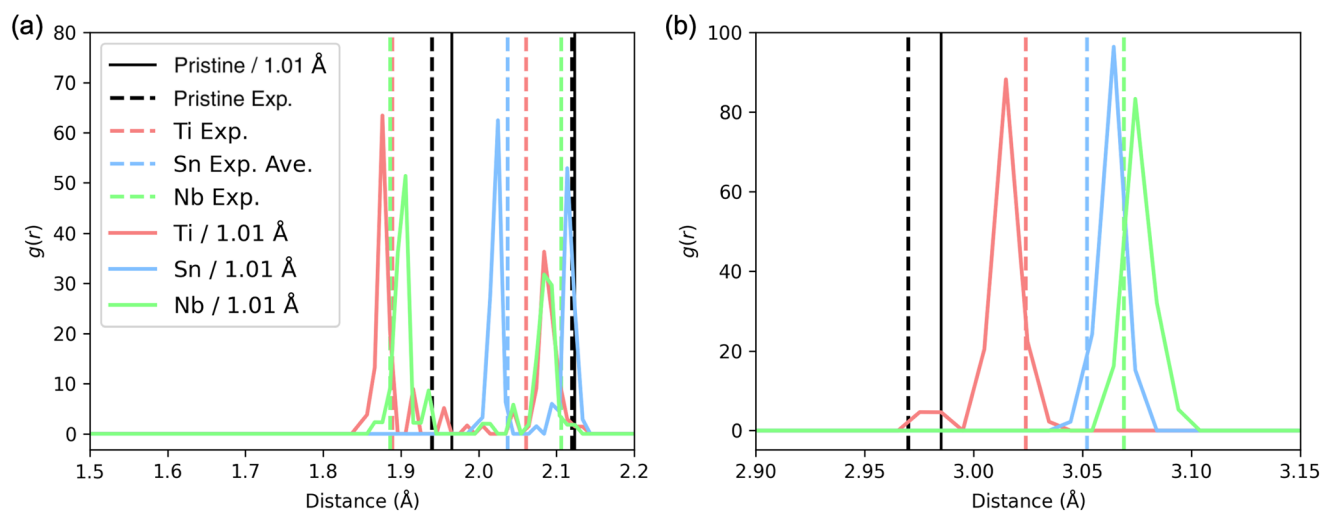 (a)
80
70
60
50
40
30
20
10
0
g(r)
Pristine / 1.01 Å
Pristine Exp.
Ti Exp.
Sn Exp. Ave.
Nb Exp.
Ti / 1.01 Å
Sn / 1.01 Å
Nb / 1.01 Å
1.5 1.6 1.7 1.8 1.9 2.0 2.1 2.2
Distance (Å)
(b)
100
80
60
40
20
0
g(r)
2.90 2.95 3.00 3.05 3.10 3.15
Distance (Å)